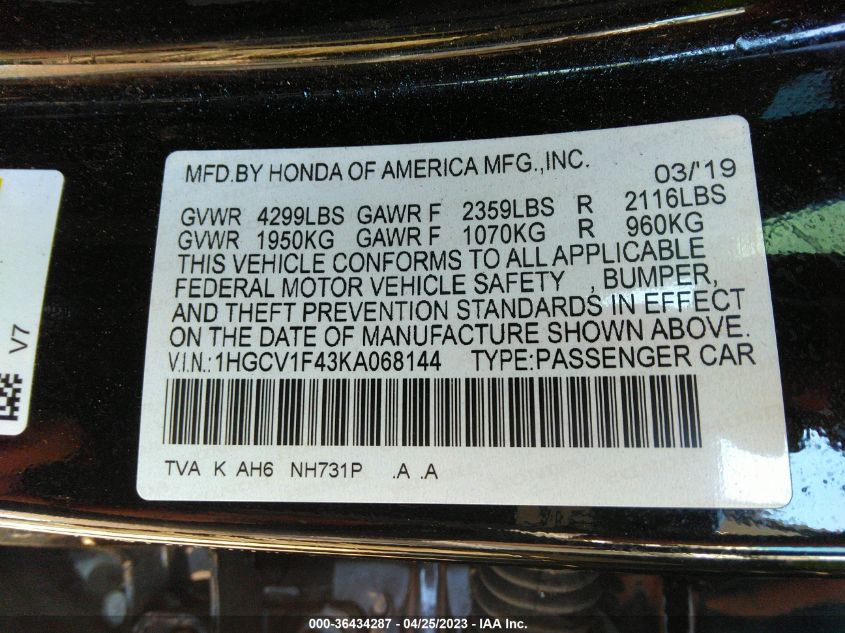 MFD.BY HONDA OF AMERICA MFG.,INC. 03/'19
GVWR 4299LBS GAWR F 2359LBS R 2116LBS
GVWR 1950KG GAWR F 1070KG R 960KG
THIS VEHICLE CONFORMS TO ALL APPLICABLE
FEDERAL MOTOR VEHICLE SAFETY , BUMPER,
AND THEFT PREVENTION STANDARDS IN EFFECT
ON THE DATE OF MANUFACTURE SHOWN ABOVE.
V.I.N.:1HGCV1F43KA068144 TYPE:PASSENGER CAR
TVA K AH6 NH731P .A .A
V7
000-36434287 - 04/25/2023 - IAA Inc.